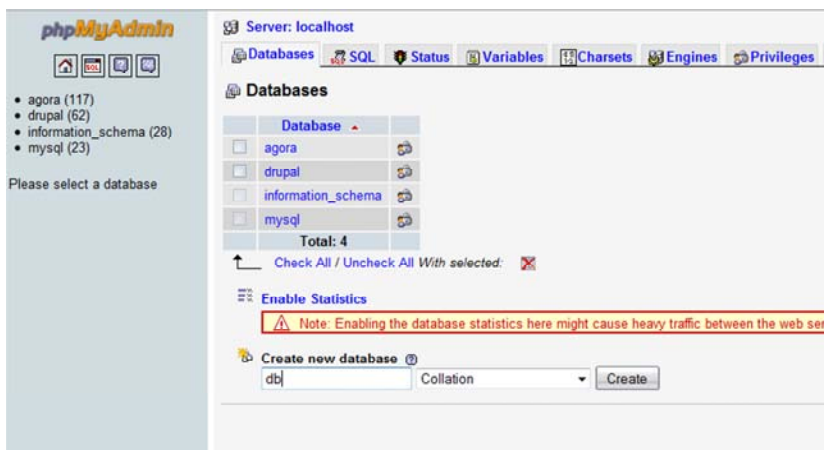 phpMyAdmin
SQL
agora (117)
drupal (62)
information_schema (28)
mysql (23)
Please select a database
Server: localhost
Databases SQL Status Variables Charsets Engines Privileges
Databases
Database
agora
drupal
information_schema
mysql
Total: 4
Check All / Uncheck All With selected:
Enable Statistics
Note: Enabling the database statistics here might cause heavy traffic between the web ser
Create new database
db Collation Create